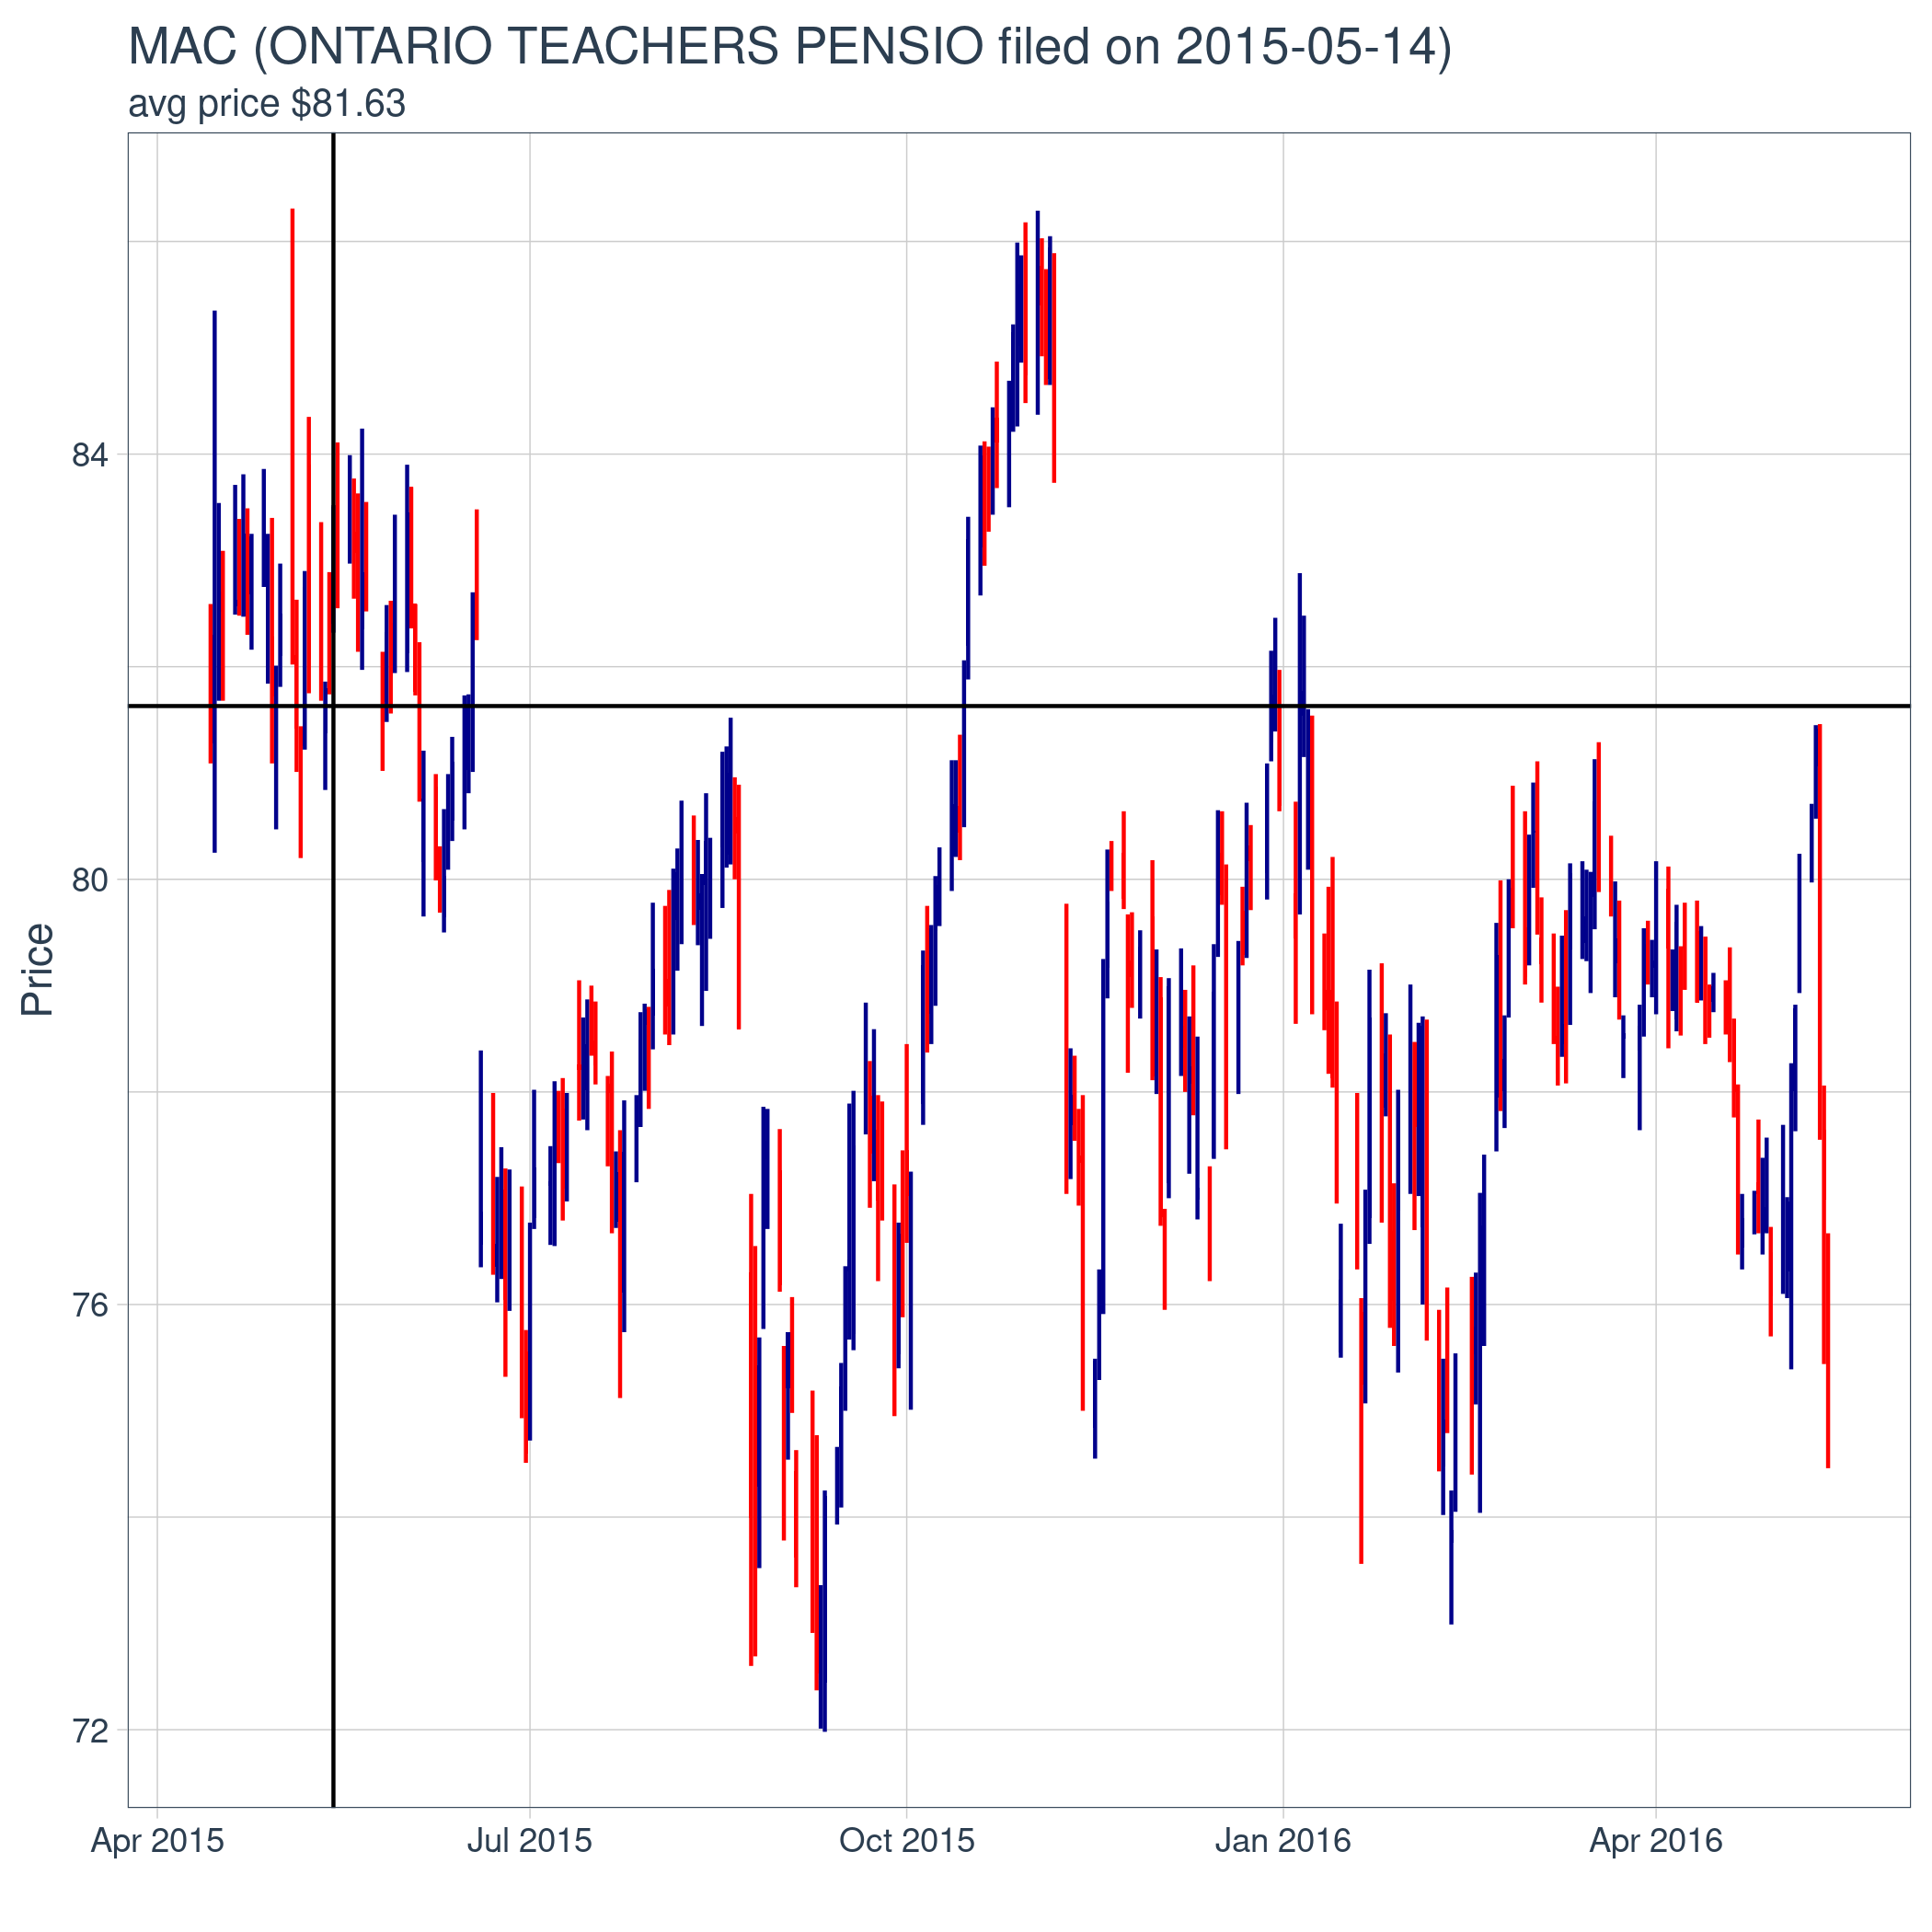 MAC (ONTARIO TEACHERS PENSIO filed on 2015-05-14)
avg price $81.63
84
80
76
72
Price
Apr 2015
Jul 2015
Oct 2015
Jan 2016
Apr 2016